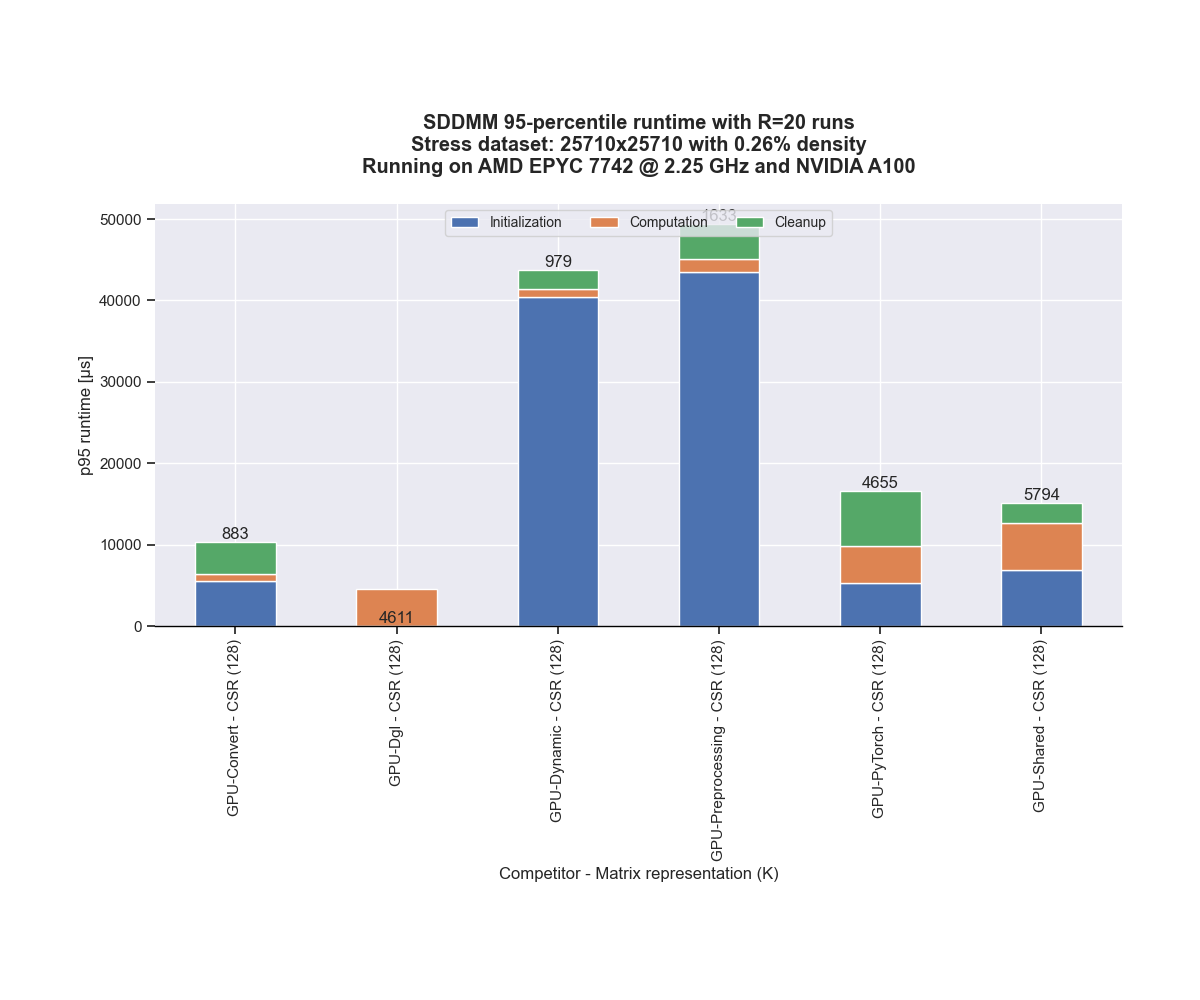 SDDMM 95-percentile runtime with R=20 runs
Stress dataset: 25710x25710 with 0.26% density
Running on AMD EPYC 7742 @ 2.25 GHz and NVIDIA A100
Initialization Computation Cleanup
1633
979
883
4611
4655
5794
p95 runtime [µs]
50000
40000
30000
20000
10000
0
GPU-Convert - CSR (128)
GPU-Dgl - CSR (128)
GPU-Dynamic - CSR (128)
GPU-Preprocessing - CSR (128)
GPU-PyTorch - CSR (128)
GPU-Shared - CSR (128)
Competitor - Matrix representation (K)